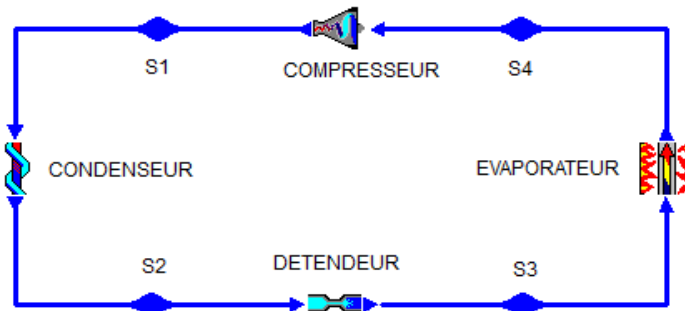 S1
COMPRESSEUR
S4
CONDENSEUR
EVAPORATEUR
S2
DETENDEUR
S3